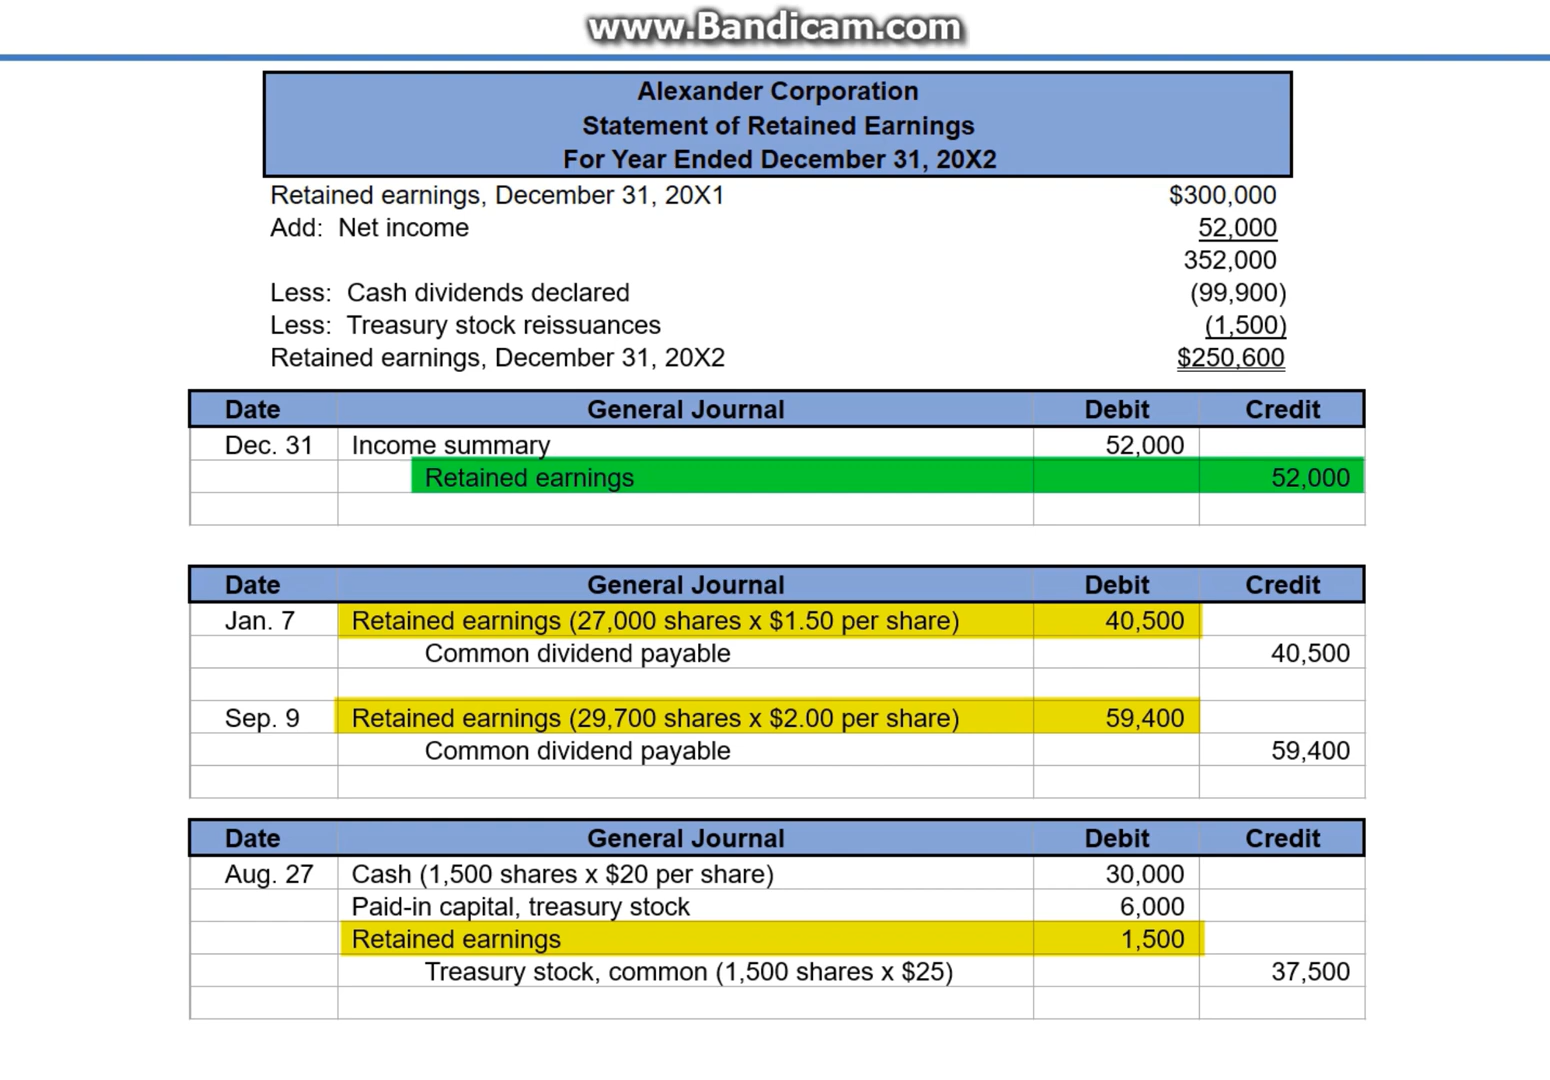 www.Bandicam.com
Alexander Corporation
Statement of Retained Earnings
For Year Ended December 31, 20X2
Retained earnings, December 31, 20X1 $300,000
Add: Net income 52,000
352,000
Less: Cash dividends declared (99,900)
Less: Treasury stock reissuances (1,500)
Retained earnings, December 31, 20X2 $250,600
Date General Journal Debit Credit
Dec. 31 Income summary 52,000
Retained earnings 52,000
Date General Journal Debit Credit
Jan. 7 Retained earnings (27,000 shares x $1.50 per share) 40,500
Common dividend payable 40,500
Sep. 9 Retained earnings (29,700 shares x $2.00 per share) 59,400
Common dividend payable 59,400
Date General Journal Debit Credit
Aug. 27 Cash (1,500 shares x $20 per share) 30,000
Paid-in capital, treasury stock 6,000
Retained earnings 1,500
Treasury stock, common (1,500 shares x $25) 37,500